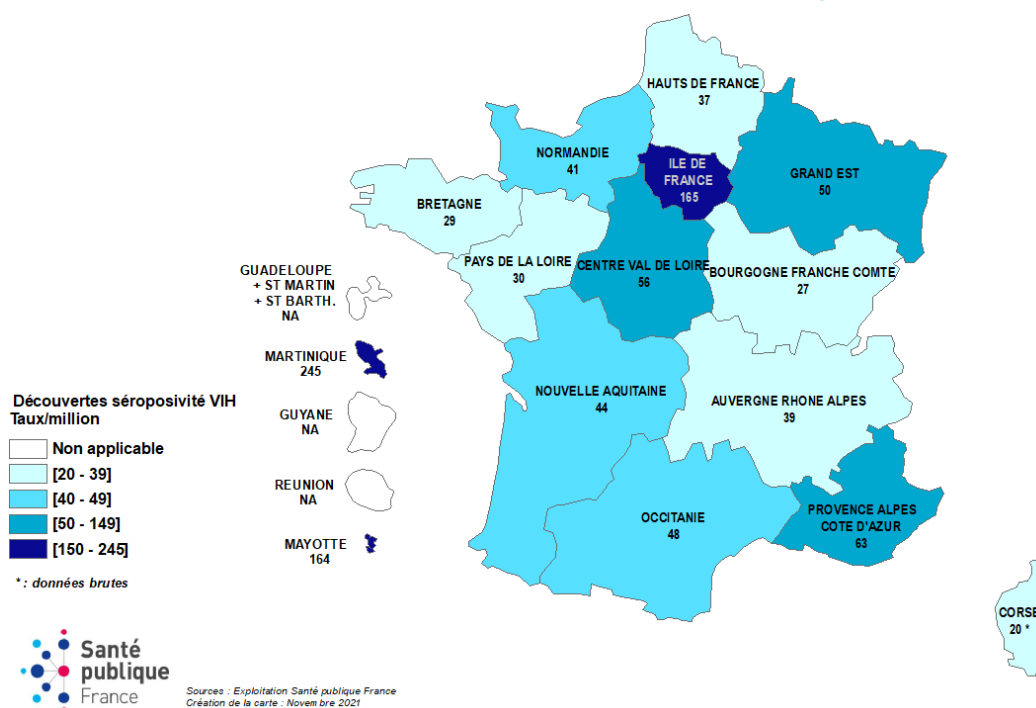 HAUTS DE FRANCE
37
NORMANDIE
41
ILE DE
FRANCE
165
GRAND EST
50
BRETAGNE
29
PAYS DE LA LOIRE
30
CENTRE VAL DE LOIRE
56
BOURGOGNE FRANCHE COMTE
27
GUADELOUPE
+ ST MARTIN
+ ST BARTH.
NA
MARTINIQUE
245
NOUVELLE AQUITAINE
44
AUVERGNE RHONE ALPES
39
GUYANE
NA
REUNION
NA
OCCITANIE
48
PROVENCE ALPES
COTE D'AZUR
63
MAYOTTE
164
CORSE
20 *
Découvertes séroposivité VIH
Taux/million
Non applicable
[20 - 39]
[40 - 49]
[50 - 149]
[150 - 245]
* : données brutes
Santé
publique
France
Sources : Exploitation Santé publique France
Création de la carte : Novembre 2021